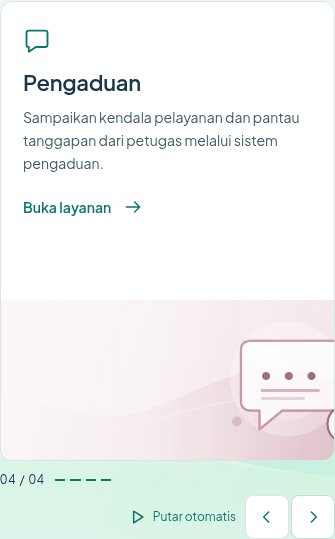 Pengaduan
Sampaikan kendala pelayanan dan pantau
tanggapan dari petugas melalui sistem
pengaduan.
Buka layanan
04 / 04
Putar otomatis